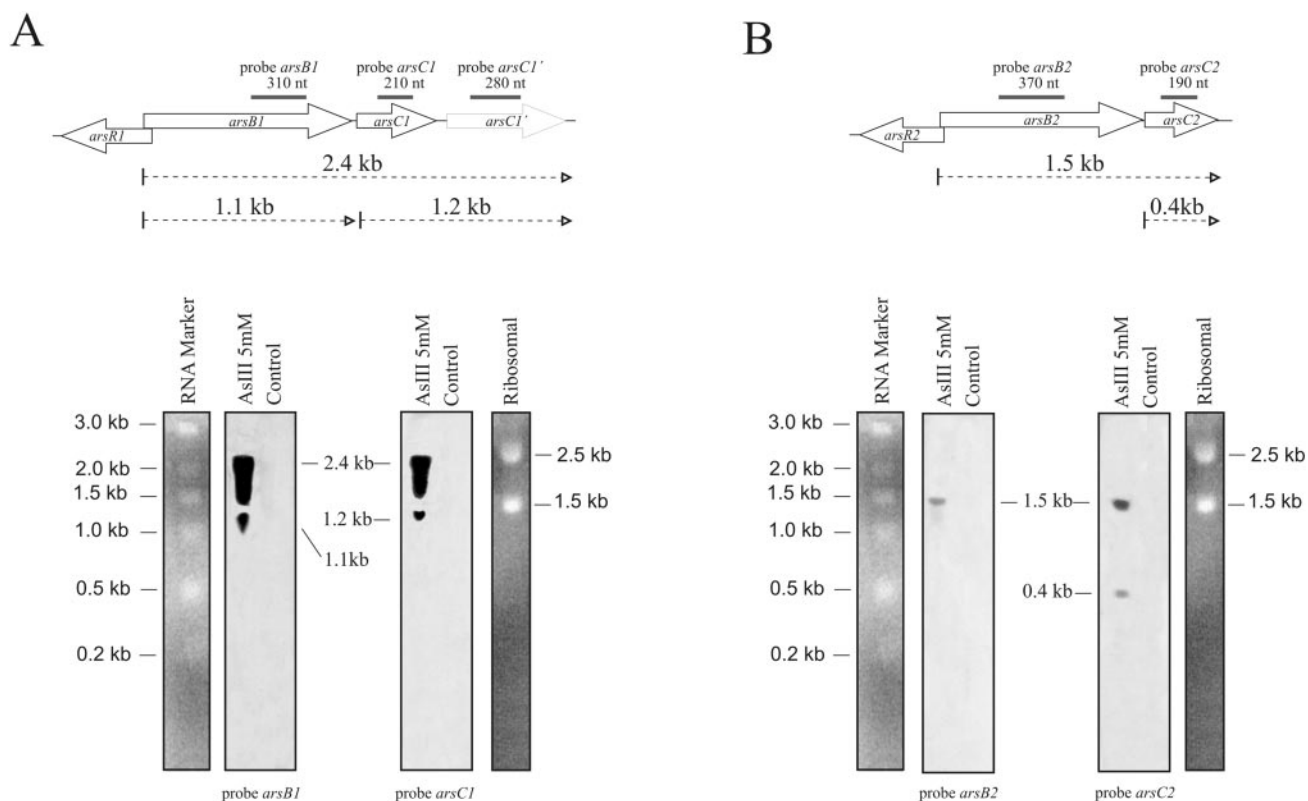 A
probe arsB1 probe arsC1 probe arsC1´
310 nt 210 nt 280 nt
arsR1 arsB1 arsC1 arsC1´
2.4 kb
1.1 kb 1.2 kb
RNA Marker
AsIII 5mM
Control
AsIII 5mM
Control
Ribosomal
3.0 kb
2.0 kb
1.5 kb
1.0 kb
0.5 kb
0.2 kb
2.4 kb
1.2 kb
1.1kb
2.5 kb
1.5 kb
probe arsB1 probe arsC1
B
probe arsB2 probe arsC2
370 nt 190 nt
arsR2 arsB2 arsC2
1.5 kb
0.4kb
RNA Marker
AsIII 5mM
Control
AsIII 5mM
Control
Ribosomal
3.0 kb
2.0 kb
1.5 kb
1.0 kb
0.5 kb
0.2 kb
1.5 kb
0.4 kb
2.5 kb
1.5 kb
probe arsB2 probe arsC2